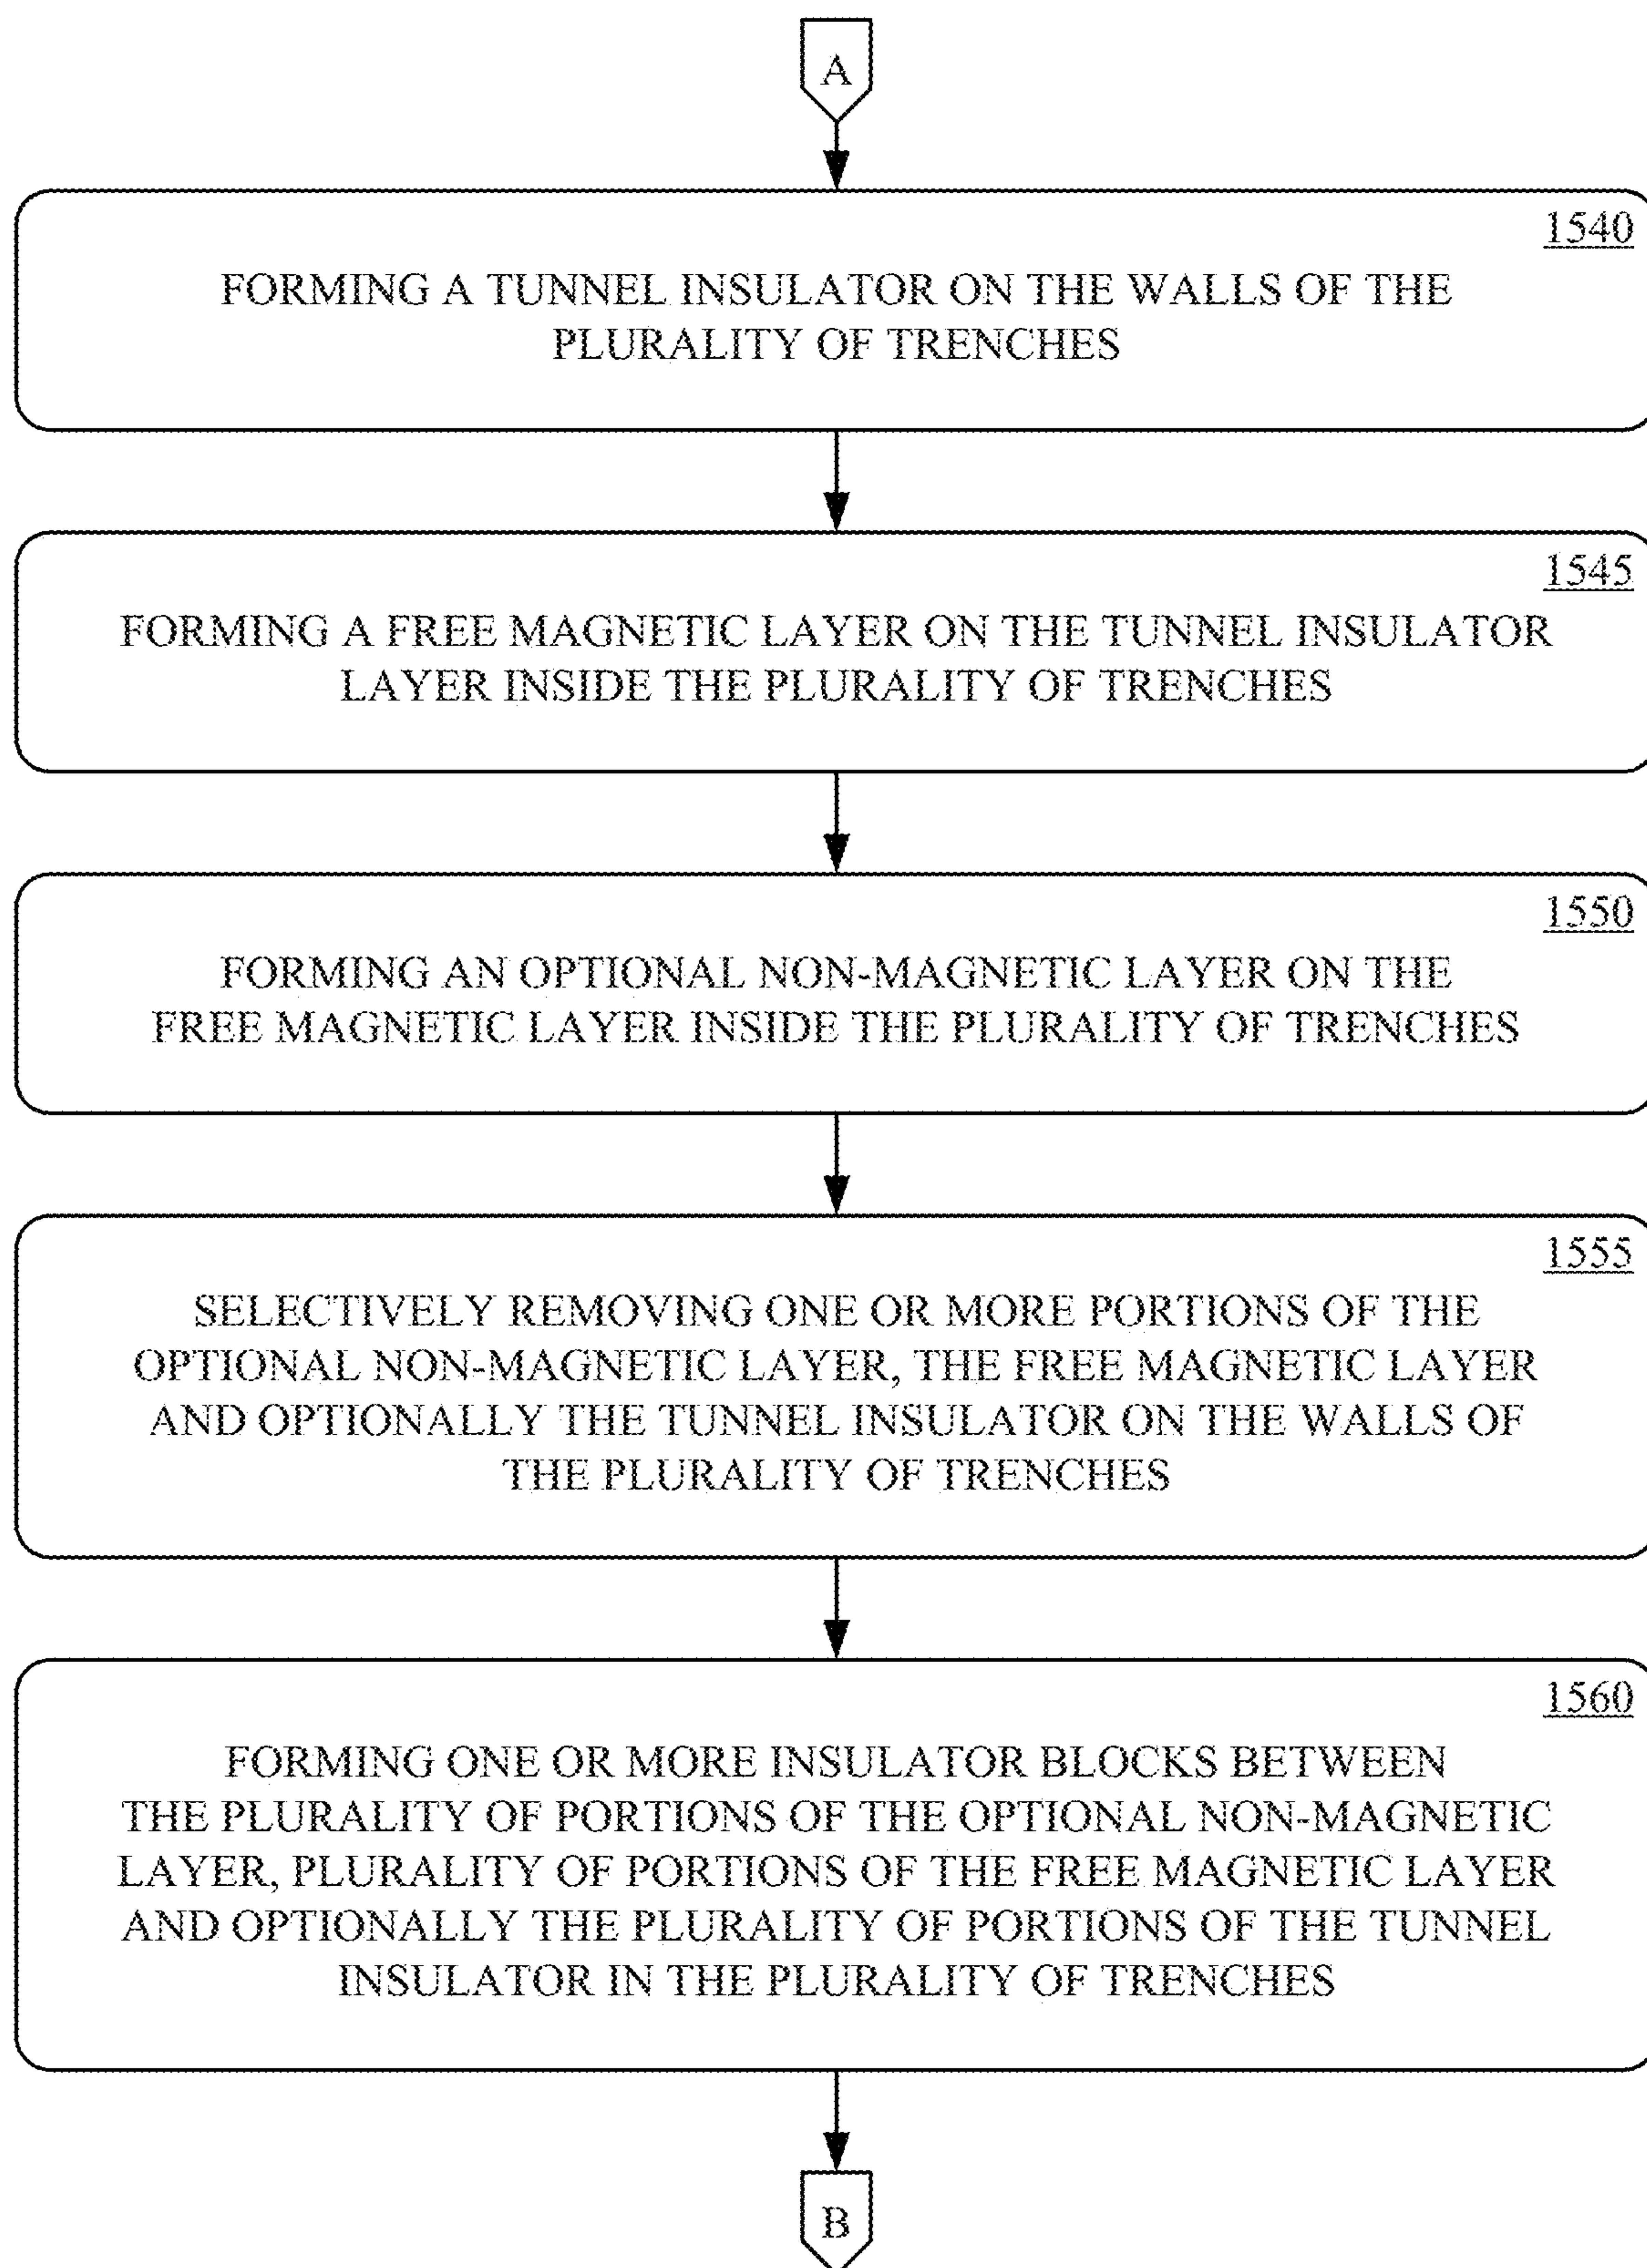 A
1540
FORMING A TUNNEL INSULATOR ON THE WALLS OF THE
PLURALITY OF TRENCHES
1545
FORMING A FREE MAGNETIC LAYER ON THE TUNNEL INSULATOR
LAYER INSIDE THE PLURALITY OF TRENCHES
1550
FORMING AN OPTIONAL NON-MAGNETIC LAYER ON THE
FREE MAGNETIC LAYER INSIDE THE PLURALITY OF TRENCHES
1555
SELECTIVELY REMOVING ONE OR MORE PORTIONS OF THE
OPTIONAL NON-MAGNETIC LAYER, THE FREE MAGNETIC LAYER
AND OPTIONALLY THE TUNNEL INSULATOR ON THE WALLS OF
THE PLURALITY OF TRENCHES
1560
FORMING ONE OR MORE INSULATOR BLOCKS BETWEEN
THE PLURALITY OF PORTIONS OF THE OPTIONAL NON-MAGNETIC
LAYER, PLURALITY OF PORTIONS OF THE FREE MAGNETIC LAYER
AND OPTIONALLY THE PLURALITY OF PORTIONS OF THE TUNNEL
INSULATOR IN THE PLURALITY OF TRENCHES
B